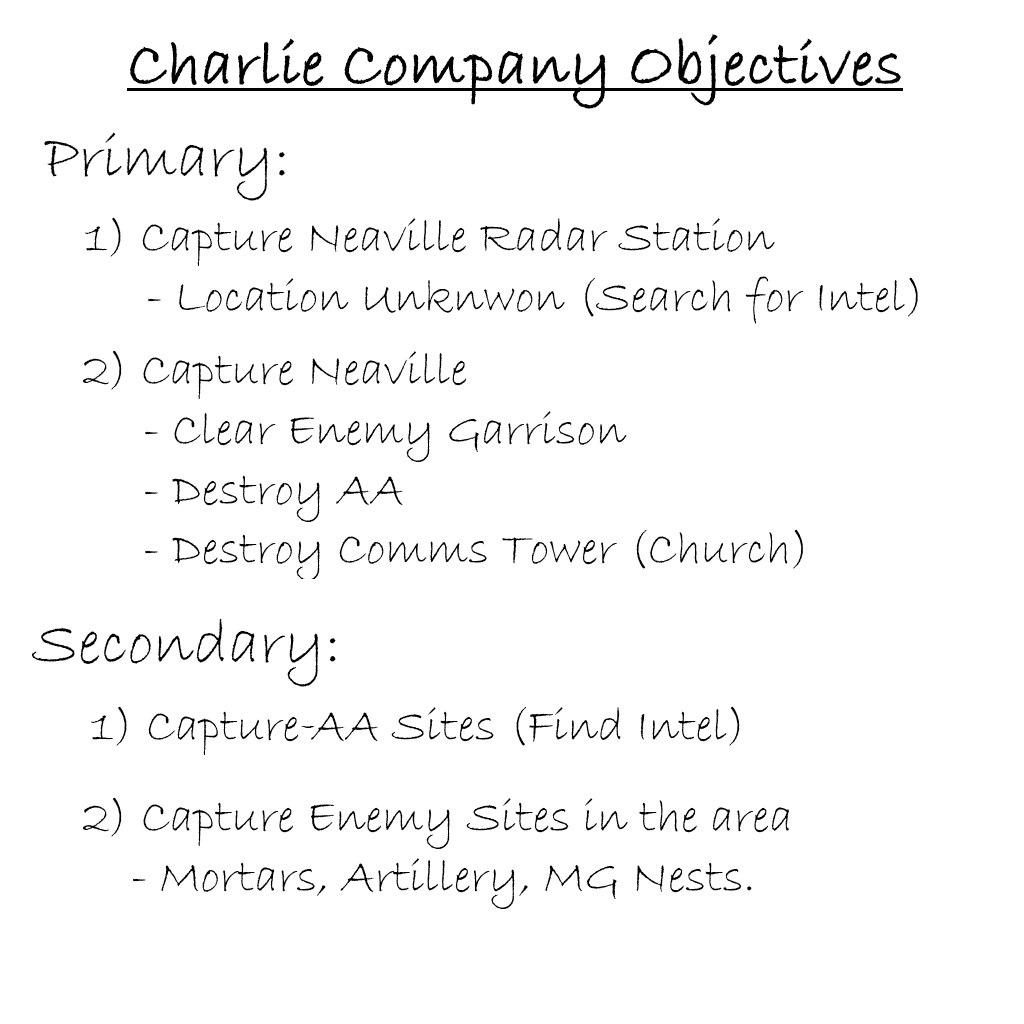 Charlie Company Objectives
Primary:
1) Capture Neaville Radar Station
- Location Unknwon (Search for Intel)
2) Capture Neaville
- Clear Enemy Garrison
- Destroy AA
- Destroy Comms Tower (Church)
Secondary:
1) Capture-AA Sites (Find Intel)
2) Capture Enemy Sites in the area
- Mortars, Artillery, MG Nests.